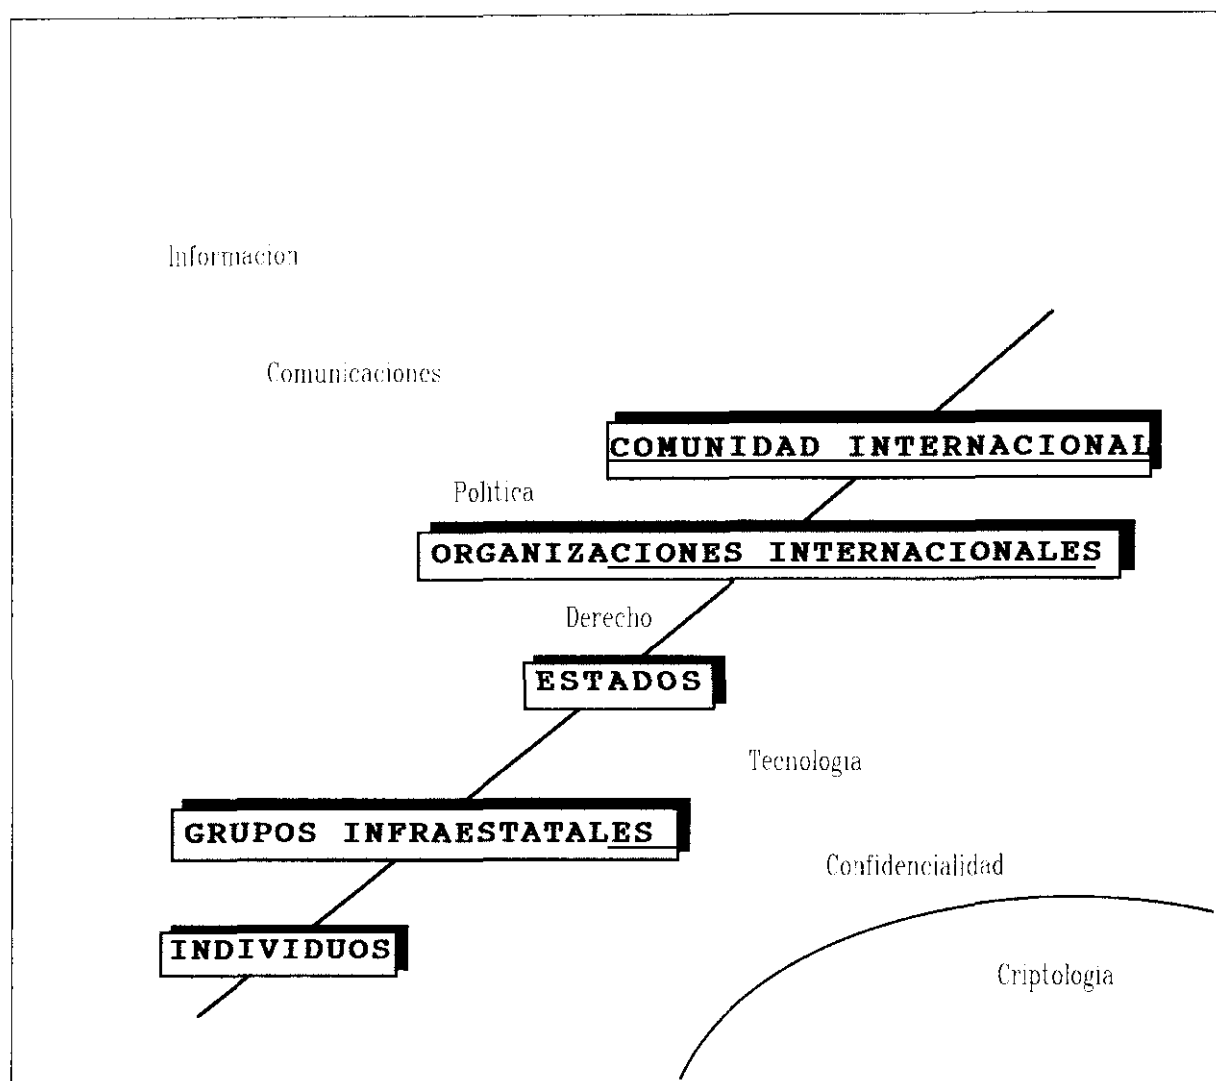 Informacion
Comunicaciones
COMUNIDAD INTERNACIONAL
Politica
ORGANIZACIONES INTERNACIONALES
Derecho
ESTADOS
Tecnologia
GRUPOS INFRAESTATALES
Confidencialidad
INDIVIDUOS
Criptologia